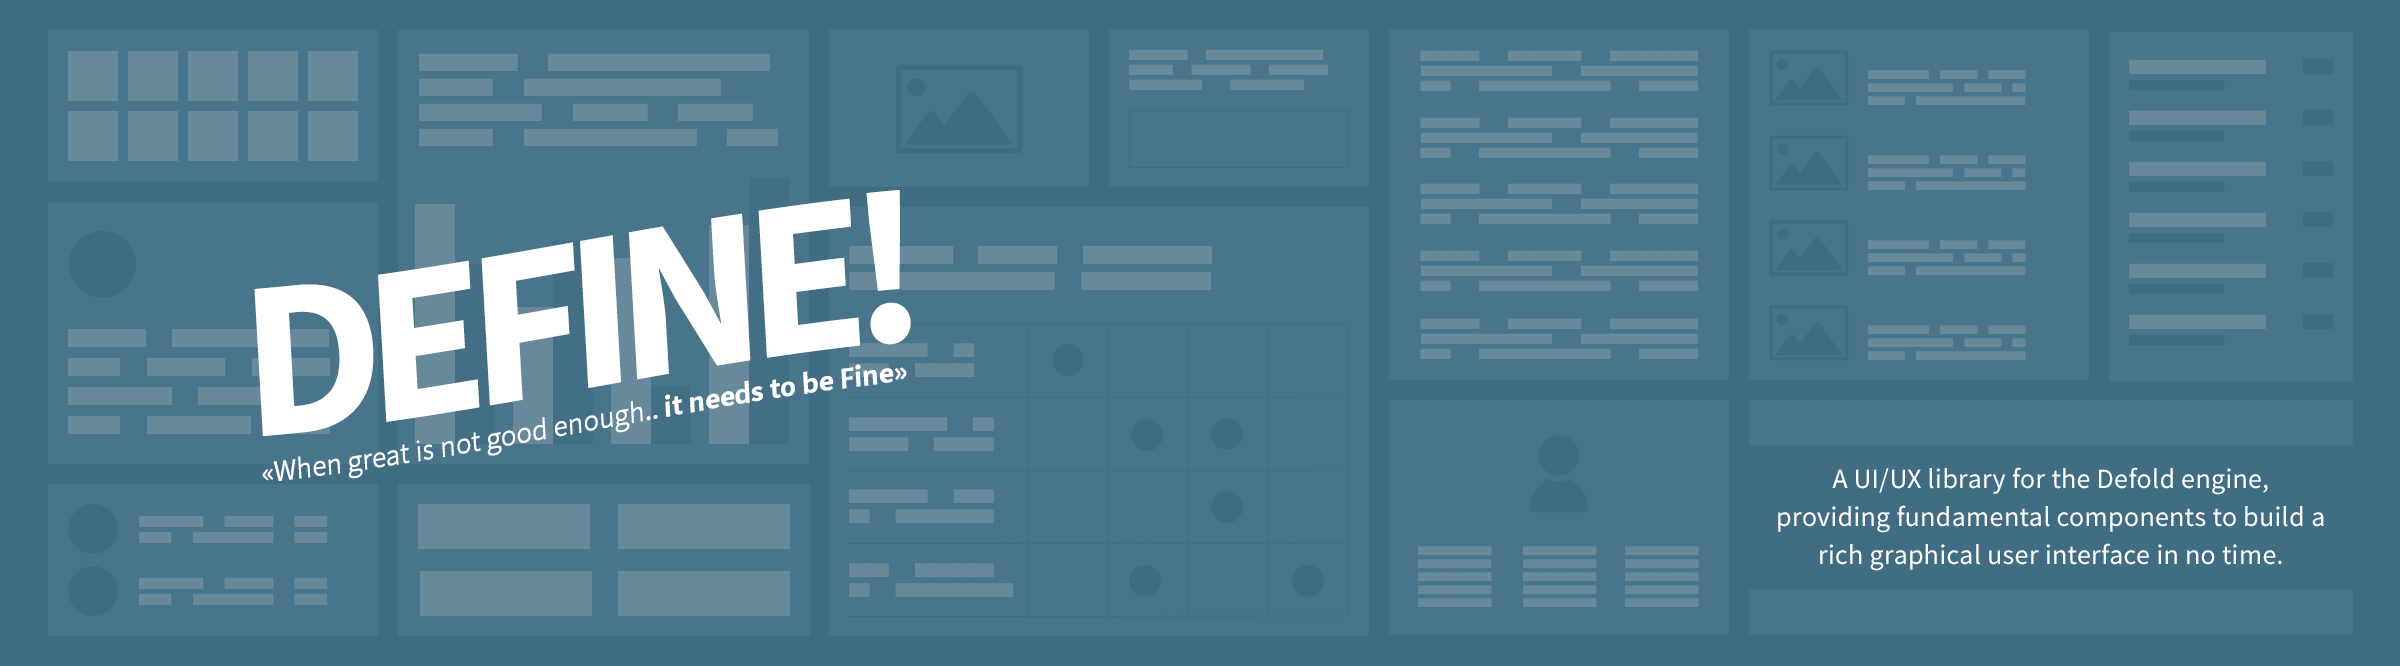 DEFINE!
«When great is not good enough.. it needs to be Fine»
A UI/UX library for the Defold engine,
providing fundamental components to build a
rich graphical user interface in no time.